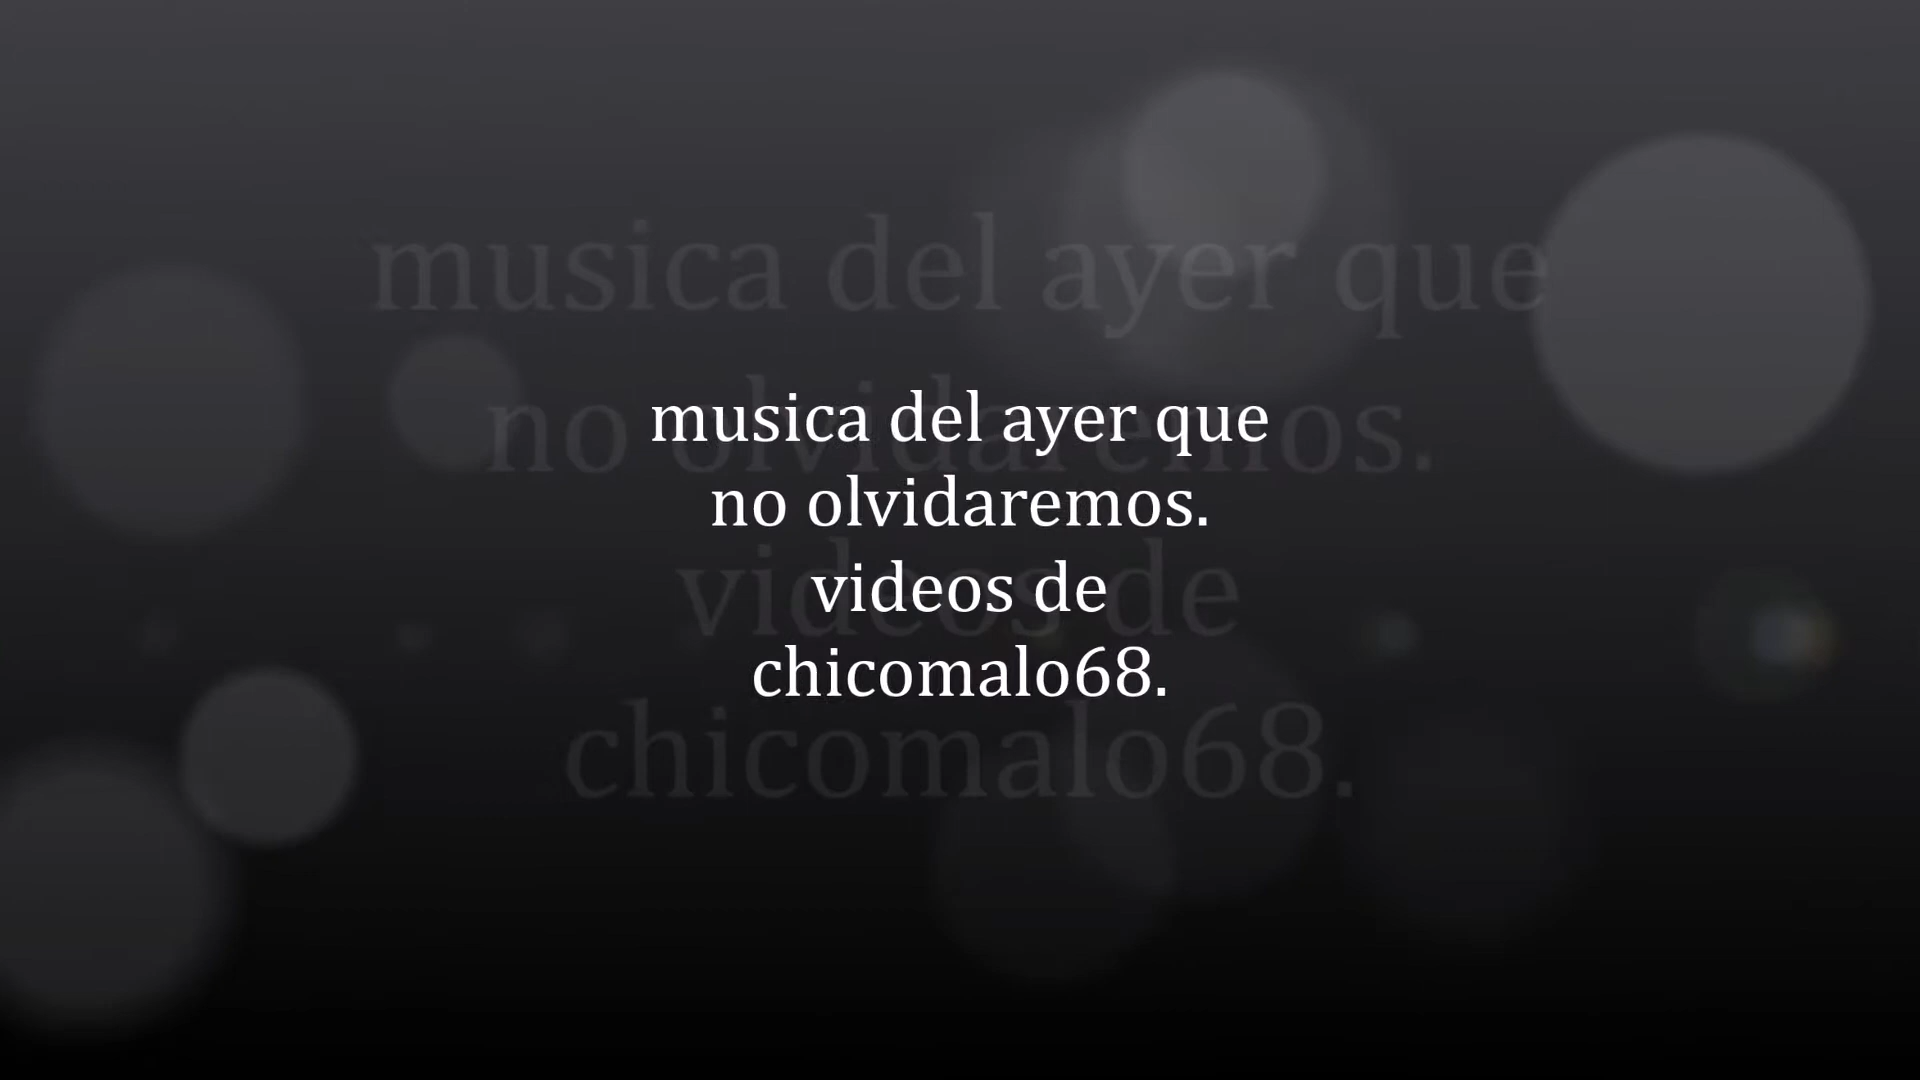 musica del ayer que
no olvidaremos.
videos de
chicomalo68.